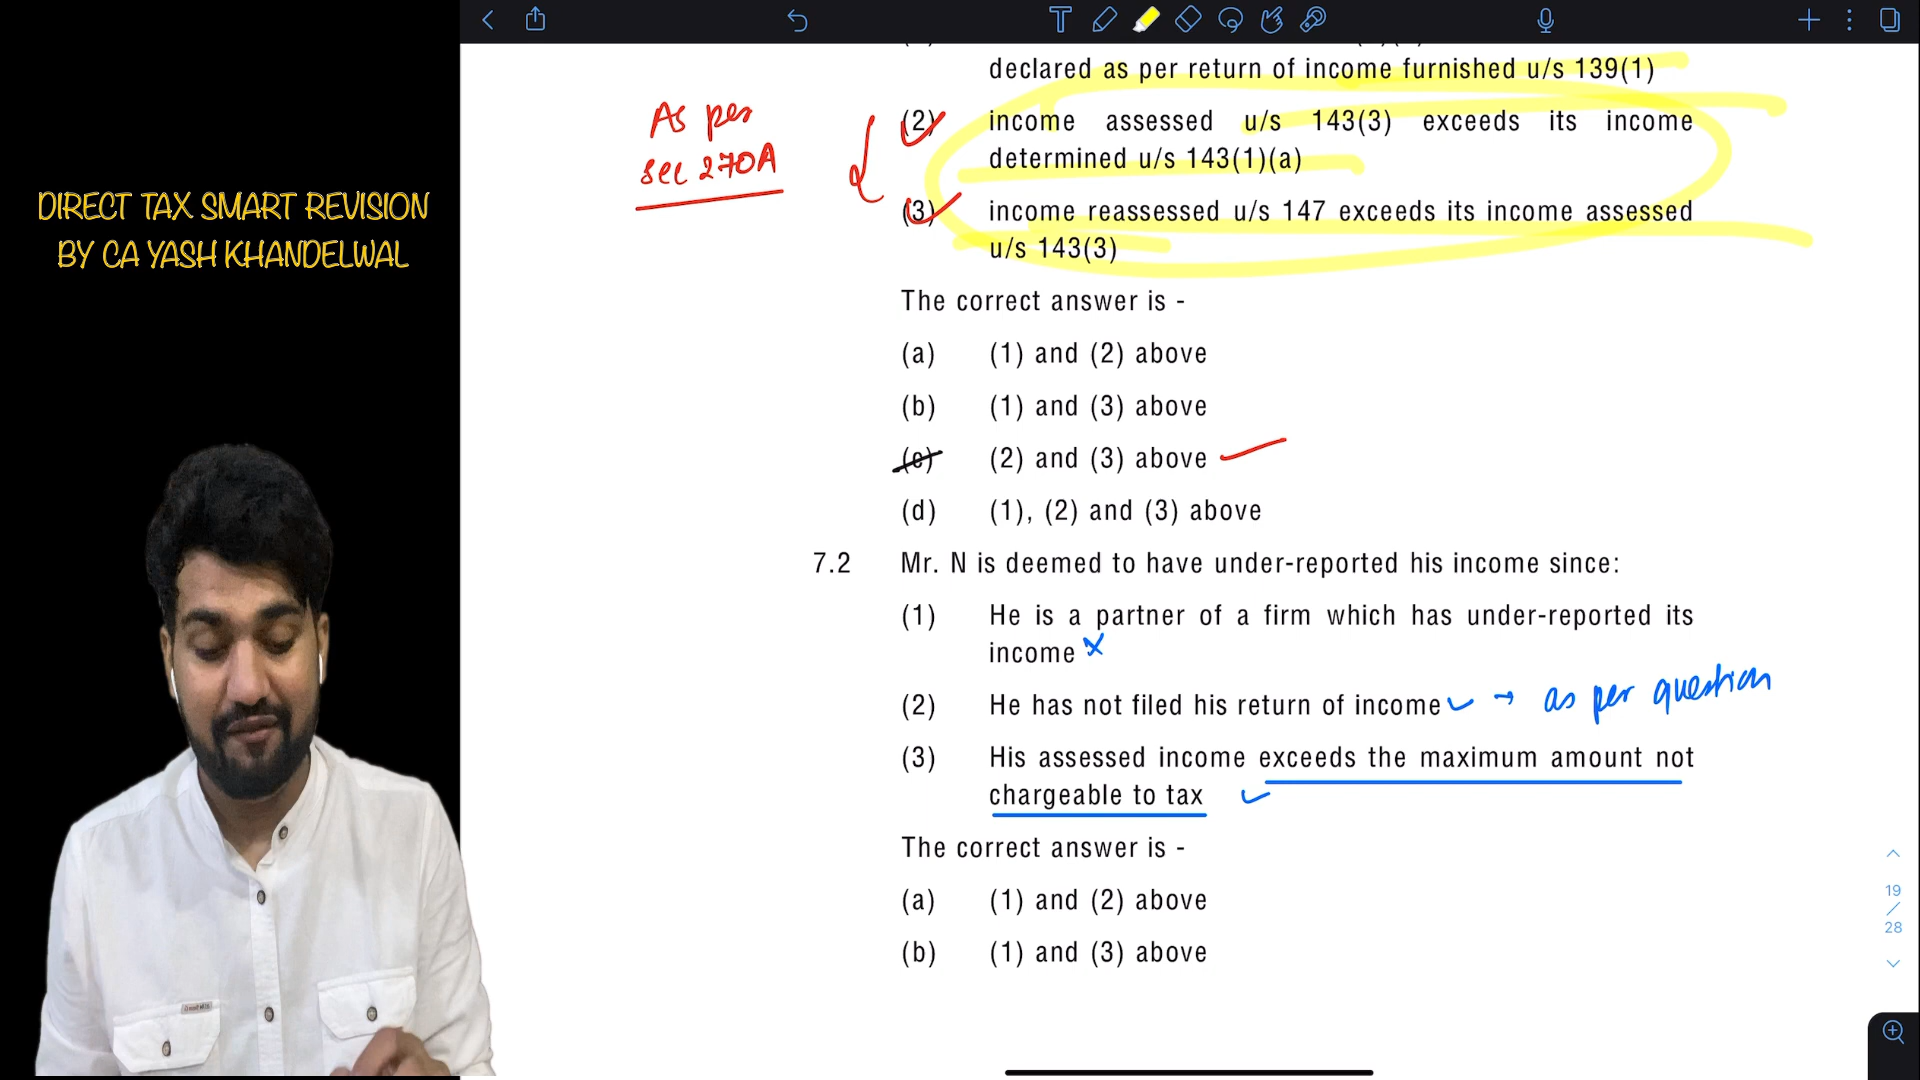 DIRECT TAX SMART REVISION
BY CA YASH KHANDELWAL
declared as per return of income furnished u/s 139(1)
As per
sec 270A
(2) income assessed u/s 143(3) exceeds its income
determined u/s 143(1)(a)
(3) income reassessed u/s 147 exceeds its income assessed
u/s 143(3)
The correct answer is -
(a) (1) and (2) above
(b) (1) and (3) above
(c) (2) and (3) above
(d) (1), (2) and (3) above
7.2 Mr. N is deemed to have under-reported his income since:
(1) He is a partner of a firm which has under-reported its
income
(2) He has not filed his return of income → as per question
(3) His assessed income exceeds the maximum amount not
chargeable to tax
The correct answer is -
(a) (1) and (2) above
(b) (1) and (3) above
19
/
28